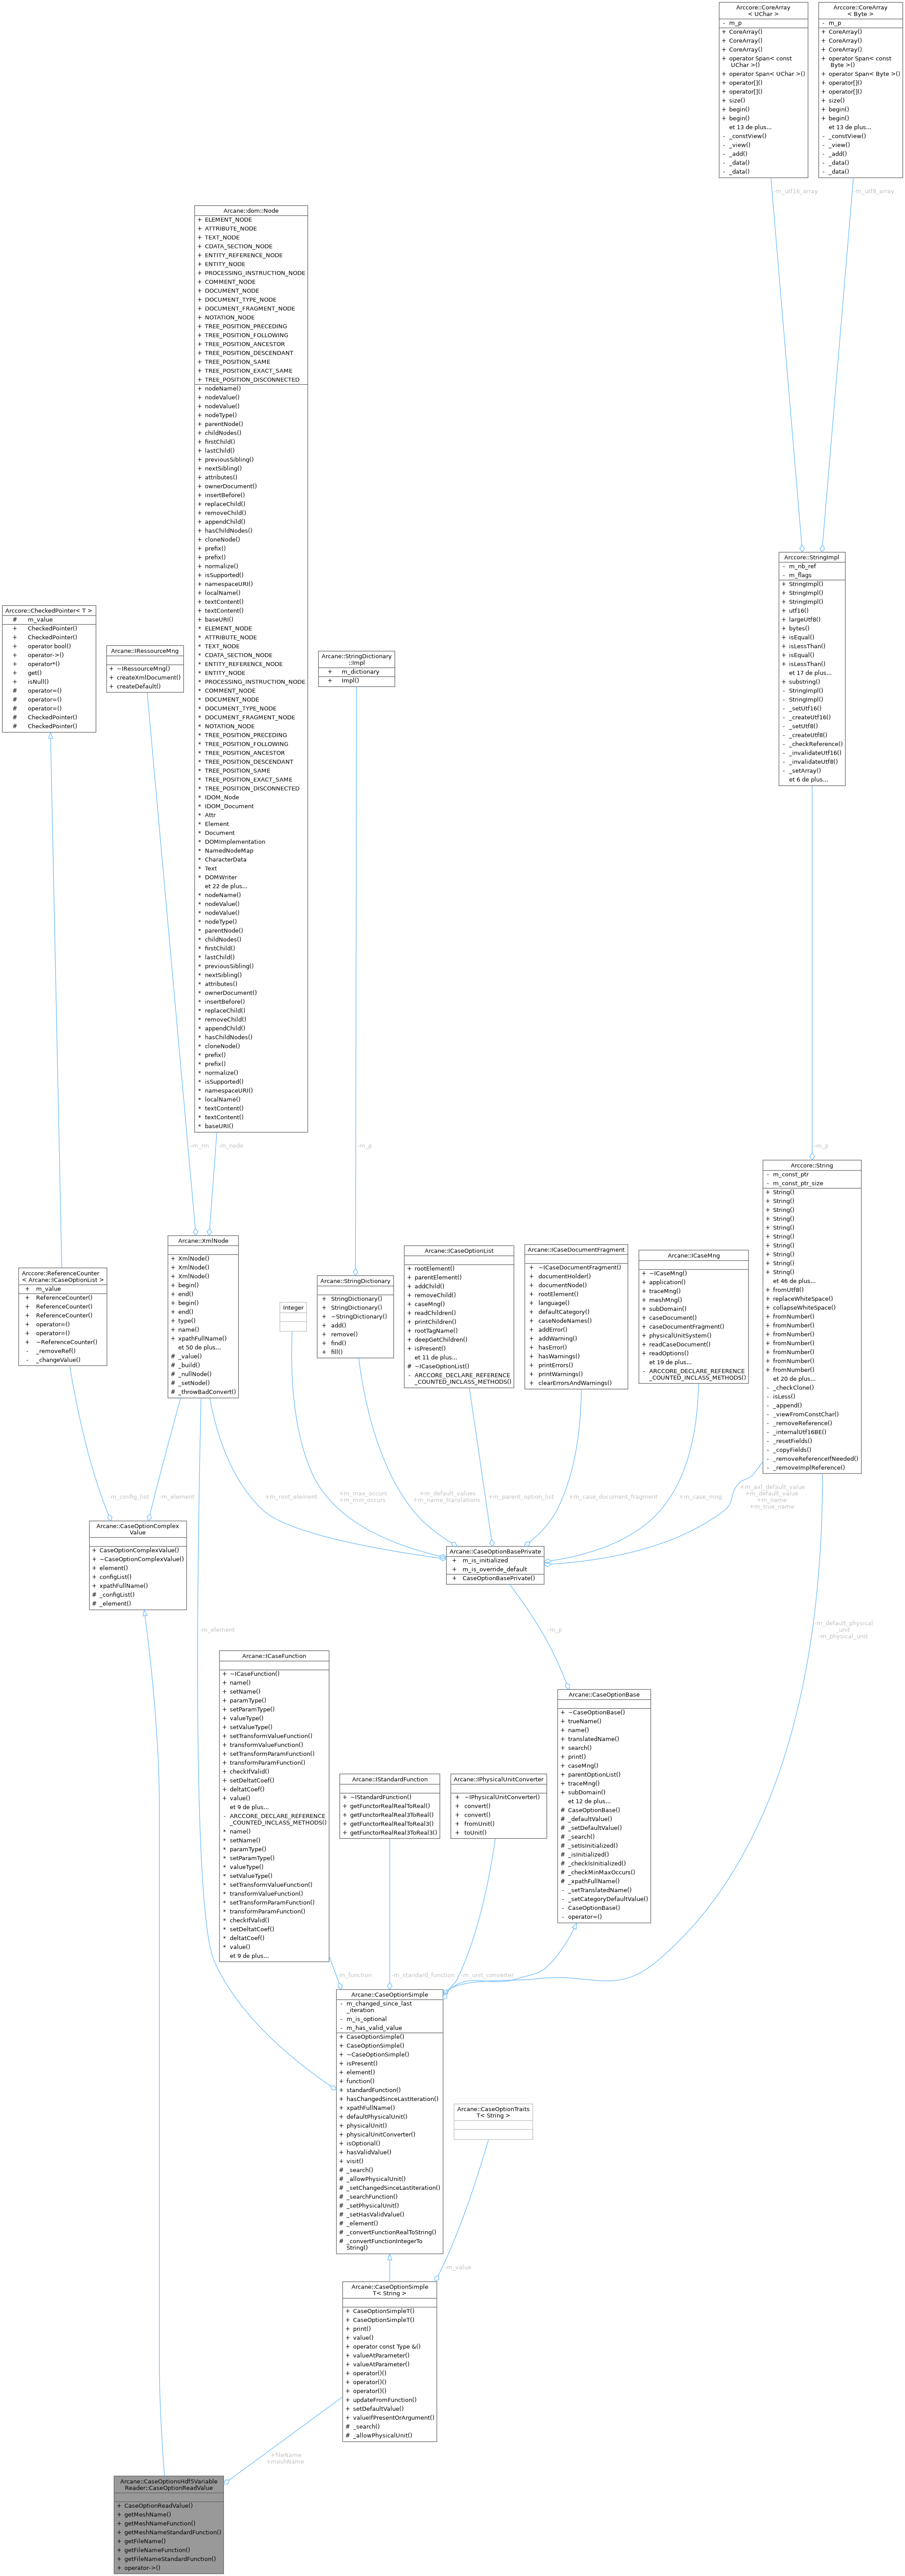 Arccore::CoreArray
< UChar >
- m_p
+ CoreArray()
+ CoreArray()
+ CoreArray()
+ operator Span< const
UChar >()
+ operator Span< UChar >()
+ operator[]()
+ operator[]()
+ size()
+ begin()
+ begin()
et 13 de plus...
- _constView()
- _view()
- _add()
- _data()
- _data()
Arccore::CoreArray
< Byte >
- m_p
+ CoreArray()
+ CoreArray()
+ CoreArray()
+ operator Span< const
Byte >()
+ operator Span< Byte >()
+ operator[]()
+ operator[]()
+ size()
+ begin()
+ begin()
et 13 de plus...
- _constView()
- _view()
- _add()
- _data()
- _data()
-m_utf16_array
-m_utf8_array
Arcane::dom::Node
+ ELEMENT_NODE
+ ATTRIBUTE_NODE
+ TEXT_NODE
+ CDATA_SECTION_NODE
+ ENTITY_REFERENCE_NODE
+ ENTITY_NODE
+ PROCESSING_INSTRUCTION_NODE
+ COMMENT_NODE
+ DOCUMENT_NODE
+ DOCUMENT_TYPE_NODE
+ DOCUMENT_FRAGMENT_NODE
+ NOTATION_NODE
+ TREE_POSITION_PRECEDING
+ TREE_POSITION_FOLLOWING
+ TREE_POSITION_ANCESTOR
+ TREE_POSITION_DESCENDANT
+ TREE_POSITION_SAME
+ TREE_POSITION_EXACT_SAME
+ TREE_POSITION_DISCONNECTED
+ nodeName()
+ nodeValue()
+ nodeValue()
+ nodeType()
+ parentNode()
+ childNodes()
+ firstChild()
+ lastChild()
+ previousSibling()
+ nextSibling()
+ attributes()
+ ownerDocument()
+ insertBefore()
+ replaceChild()
+ removeChild()
+ appendChild()
+ hasChildNodes()
+ cloneNode()
+ prefix()
+ prefix()
+ normalize()
+ isSupported()
+ namespaceURI()
+ localName()
+ textContent()
+ textContent()
+ baseURI()
* ELEMENT_NODE
* ATTRIBUTE_NODE
* TEXT_NODE
* CDATA_SECTION_NODE
* ENTITY_REFERENCE_NODE
* ENTITY_NODE
* PROCESSING_INSTRUCTION_NODE
* COMMENT_NODE
* DOCUMENT_NODE
* DOCUMENT_TYPE_NODE
* DOCUMENT_FRAGMENT_NODE
* NOTATION_NODE
* TREE_POSITION_PRECEDING
* TREE_POSITION_FOLLOWING
* TREE_POSITION_ANCESTOR
* TREE_POSITION_DESCENDANT
* TREE_POSITION_SAME
* TREE_POSITION_EXACT_SAME
* TREE_POSITION_DISCONNECTED
* IDOM_Node
* IDOM_Document
* Attr
* Element
* Document
* DOMImplementation
* NamedNodeMap
* CharacterData
* Text
* DOMWriter
et 22 de plus...
* nodeName()
* nodeValue()
* nodeValue()
* nodeType()
* parentNode()
* childNodes()
* firstChild()
* lastChild()
* previousSibling()
* nextSibling()
* attributes()
* ownerDocument()
* insertBefore()
* replaceChild()
* removeChild()
* appendChild()
* hasChildNodes()
* cloneNode()
* prefix()
* prefix()
* normalize()
* isSupported()
* namespaceURI()
* localName()
* textContent()
* textContent()
* baseURI()
Arccore::StringImpl
- m_nb_ref
- m_flags
+ StringImpl()
+ StringImpl()
+ StringImpl()
+ utf16()
+ largeUtf8()
+ bytes()
+ isEqual()
+ isLessThan()
+ isEqual()
+ isLessThan()
et 17 de plus...
+ substring()
- StringImpl()
- StringImpl()
- _setUtf16()
- _createUtf16()
- _setUtf8()
- _createUtf8()
- _checkReference()
- _invalidateUtf16()
- _invalidateUtf8()
- _setArray()
et 6 de plus...
Arccore::CheckedPointer< T >
# m_value
+ CheckedPointer()
+ CheckedPointer()
+ operator bool()
+ operator->()
+ operator*()
+ get()
+ isNull()
# operator=()
# operator=()
# operator=()
# CheckedPointer()
# CheckedPointer()
Arcane::IRessourceMng
+ ~IRessourceMng()
+ createXmlDocument()
+ createDefault()
Arcane::StringDictionary
::Impl
+ m_dictionary
+ Impl()
-m_rm
-m_node
-m_p
-m_p
Arccore::String
- m_const_ptr
- m_const_ptr_size
+ String()
+ String()
+ String()
+ String()
+ String()
+ String()
+ String()
+ String()
+ String()
+ String()
et 46 de plus...
+ fromUtf8()
+ replaceWhiteSpace()
+ collapseWhiteSpace()
+ fromNumber()
+ fromNumber()
+ fromNumber()
+ fromNumber()
+ fromNumber()
+ fromNumber()
+ fromNumber()
et 20 de plus...
- _checkClone()
- isLess()
- _append()
- _viewFromConstChar()
- _removeReference()
- _internalUtf16BE()
- _resetFields()
- _copyFields()
- _removeReferenceIfNeeded()
- _removeImplReference()
Arccore::ReferenceCounter
< Arcane::ICaseOptionList >
+ m_value
+ ReferenceCounter()
+ ReferenceCounter()
+ ReferenceCounter()
+ operator=()
+ operator=()
+ ~ReferenceCounter()
- _removeRef()
- _changeValue()
Arcane::XmlNode
+ XmlNode()
+ XmlNode()
+ XmlNode()
+ begin()
+ end()
+ begin()
+ end()
+ type()
+ name()
+ xpathFullName()
et 50 de plus...
# _value()
# _build()
# _nullNode()
# _setNode()
# _throwBadConvert()
Integer
Arcane::StringDictionary
+ StringDictionary()
+ StringDictionary()
+ ~StringDictionary()
+ add()
+ remove()
+ find()
+ fill()
Arcane::ICaseOptionList
+ rootElement()
+ parentElement()
+ addChild()
+ removeChild()
+ caseMng()
+ readChildren()
+ printChildren()
+ rootTagName()
+ deepGetChildren()
+ isPresent()
et 11 de plus...
# ~ICaseOptionList()
- ARCCORE_DECLARE_REFERENCE
_COUNTED_INCLASS_METHODS()
Arcane::ICaseDocumentFragment
+ ~ICaseDocumentFragment()
+ documentHolder()
+ documentNode()
+ rootElement()
+ language()
+ defaultCategory()
+ caseNodeNames()
+ addError()
+ addWarning()
+ hasError()
+ hasWarnings()
+ printErrors()
+ printWarnings()
+ clearErrorsAndWarnings()
Arcane::ICaseMng
+ ~ICaseMng()
+ application()
+ traceMng()
+ meshMng()
+ subDomain()
+ caseDocument()
+ caseDocumentFragment()
+ physicalUnitSystem()
+ readCaseDocument()
+ readOptions()
et 19 de plus...
- ARCCORE_DECLARE_REFERENCE
_COUNTED_INCLASS_METHODS()
-m_config_list
-m_element
+m_root_element
+m_max_occurs
+m_min_occurs
+m_default_values
+m_name_translations
+m_parent_option_list
+m_case_document_fragment
+m_case_mng
+m_axl_default_value
+m_default_value
+m_name
+m_true_name
Arcane::CaseOptionComplex
Value
+ CaseOptionComplexValue()
+ ~CaseOptionComplexValue()
+ element()
+ configList()
+ xpathFullName()
# _configList()
# _element()
Arcane::CaseOptionBasePrivate
+ m_is_initialized
+ m_is_override_default
+ CaseOptionBasePrivate()
-m_element
-m_p
-m_default_physical
_unit
-m_physical_unit
Arcane::ICaseFunction
+ ~ICaseFunction()
+ name()
+ setName()
+ paramType()
+ setParamType()
+ valueType()
+ setValueType()
+ setTransformValueFunction()
+ transformValueFunction()
+ setTransformParamFunction()
+ transformParamFunction()
+ checkIfValid()
+ setDeltatCoef()
+ deltatCoef()
+ value()
et 9 de plus...
- ARCCORE_DECLARE_REFERENCE
_COUNTED_INCLASS_METHODS()
* name()
* setName()
* paramType()
* setParamType()
* valueType()
* setValueType()
* setTransformValueFunction()
* transformValueFunction()
* setTransformParamFunction()
* transformParamFunction()
* checkIfValid()
* setDeltatCoef()
* deltatCoef()
* value()
et 9 de plus...
Arcane::IStandardFunction
+ ~IStandardFunction()
+ getFunctorRealRealToReal()
+ getFunctorRealReal3ToReal()
+ getFunctorRealRealToReal3()
+ getFunctorRealReal3ToReal3()
Arcane::IPhysicalUnitConverter
+ ~IPhysicalUnitConverter()
+ convert()
+ convert()
+ fromUnit()
+ toUnit()
Arcane::CaseOptionBase
+ ~CaseOptionBase()
+ trueName()
+ name()
+ translatedName()
+ search()
+ print()
+ caseMng()
+ parentOptionList()
+ traceMng()
+ subDomain()
et 12 de plus...
# CaseOptionBase()
# _defaultValue()
# _setDefaultValue()
# _search()
# _setIsInitialized()
# _isInitialized()
# _checkIsInitialized()
# _checkMinMaxOccurs()
# _xpathFullName()
- _setTranslatedName()
- _setCategoryDefaultValue()
- CaseOptionBase()
- operator=()
-m_function
-m_standard_function
-m_unit_converter
Arcane::CaseOptionSimple
- m_changed_since_last
_iteration
- m_is_optional
- m_has_valid_value
+ CaseOptionSimple()
+ CaseOptionSimple()
+ ~CaseOptionSimple()
+ isPresent()
+ element()
+ function()
+ standardFunction()
+ hasChangedSinceLastIteration()
+ xpathFullName()
+ defaultPhysicalUnit()
+ physicalUnit()
+ physicalUnitConverter()
+ isOptional()
+ hasValidValue()
+ visit()
# _search()
# _allowPhysicalUnit()
# _setChangedSinceLastIteration()
# _searchFunction()
# _setPhysicalUnit()
# _setHasValidValue()
# _element()
# _convertFunctionRealToString()
# _convertFunctionIntegerTo
String()
Arcane::CaseOptionTraits
T< String >
-m_value
Arcane::CaseOptionSimple
T< String >
+ CaseOptionSimpleT()
+ CaseOptionSimpleT()
+ print()
+ value()
+ operator const Type &()
+ valueAtParameter()
+ valueAtParameter()
+ operator()()
+ operator()()
+ operator()()
+ updateFromFunction()
+ setDefaultValue()
+ valueIfPresentOrArgument()
# _search()
# _allowPhysicalUnit()
+fileName
+meshName
Arcane::CaseOptionsHdf5Variable
Reader::CaseOptionReadValue
+ CaseOptionReadValue()
+ getMeshName()
+ getMeshNameFunction()
+ getMeshNameStandardFunction()
+ getFileName()
+ getFileNameFunction()
+ getFileNameStandardFunction()
+ operator->()